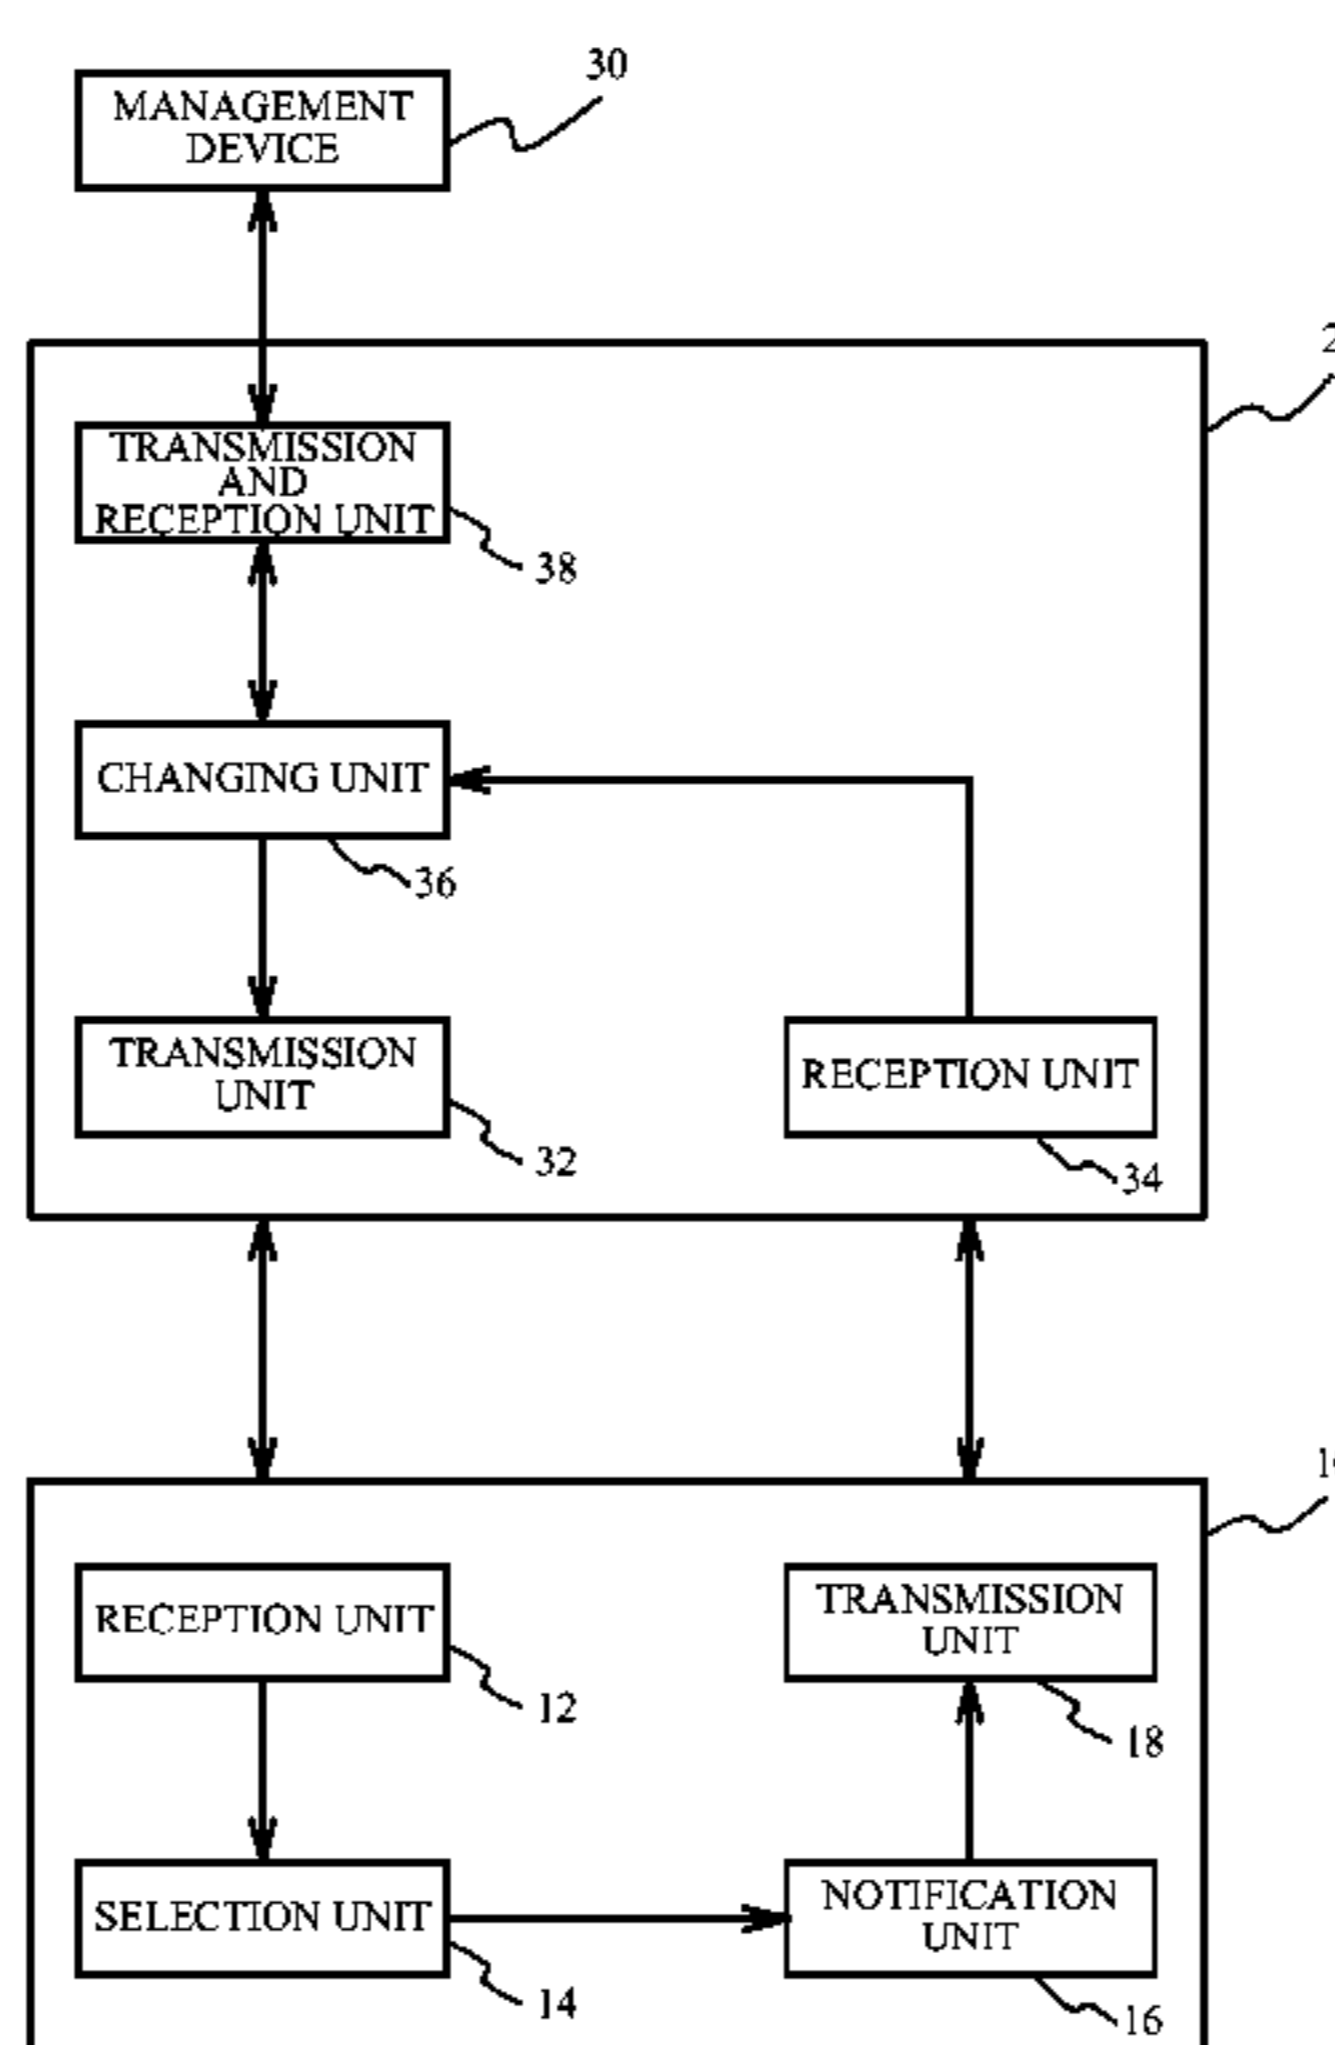 30
MANAGEMENT
DEVICE
TRANSMISSION
AND
RECEPTION UNIT
38
CHANGING UNIT
36
TRANSMISSION
UNIT
32
RECEPTION UNIT
34
RECEPTION UNIT
12
TRANSMISSION
UNIT
18
SELECTION UNIT
14
NOTIFICATION
UNIT
16